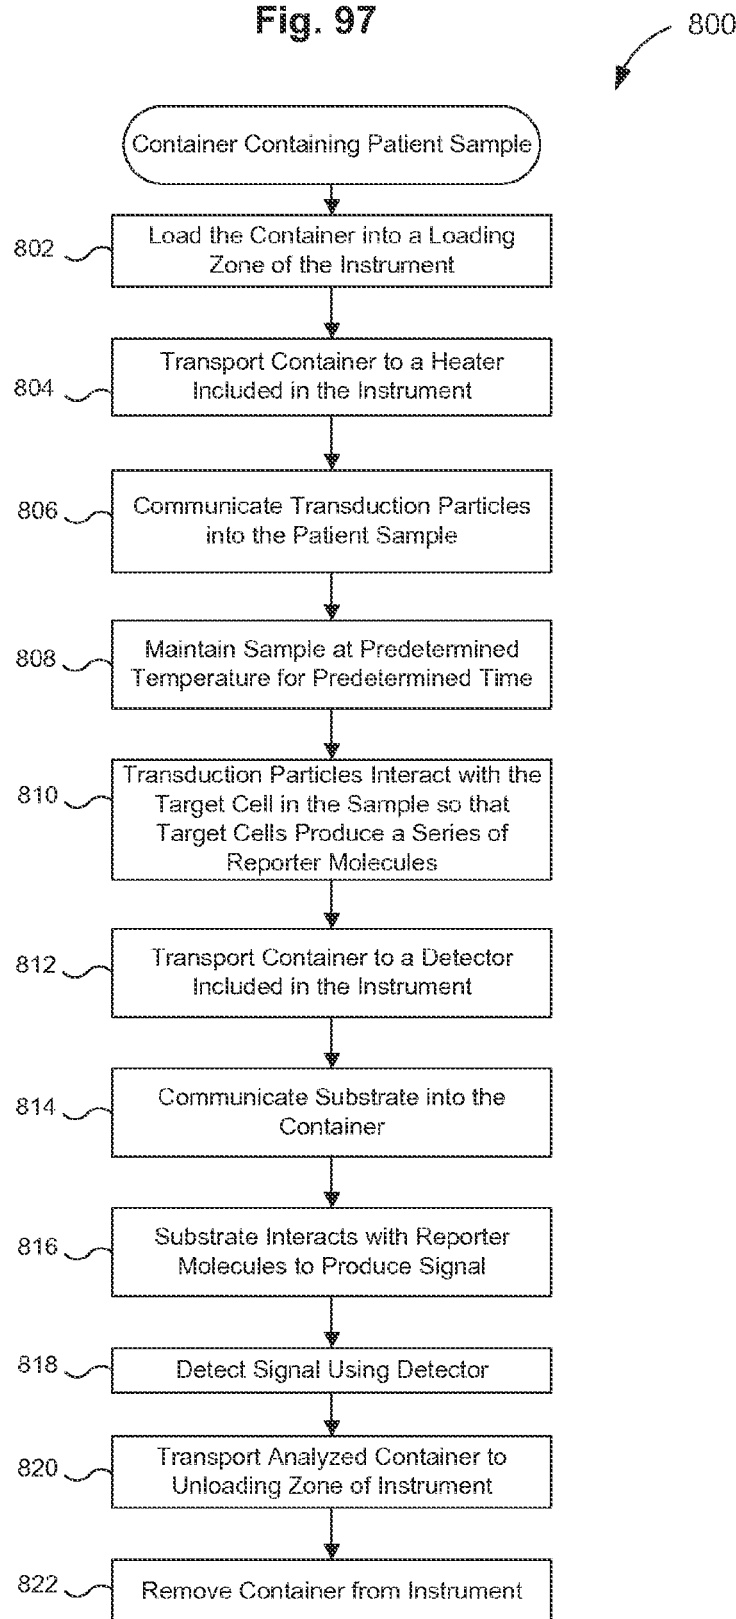 Fig. 97
800
Container Containing Patient Sample
802
Load the Container into a Loading
Zone of the Instrument
804
Transport Container to a Heater
Included in the Instrument
806
Communicate Transduction Particles
into the Patient Sample
808
Maintain Sample at Predetermined
Temperature for Predetermined Time
810
Transduction Particles Interact with the
Target Cell in the Sample so that
Target Cells Produce a Series of
Reporter Molecules
812
Transport Container to a Detector
Included in the Instrument
814
Communicate Substrate into the
Container
816
Substrate Interacts with Reporter
Molecules to Produce Signal
818
Detect Signal Using Detector
820
Transport Analyzed Container to
Unloading Zone of Instrument
822
Remove Container from Instrument